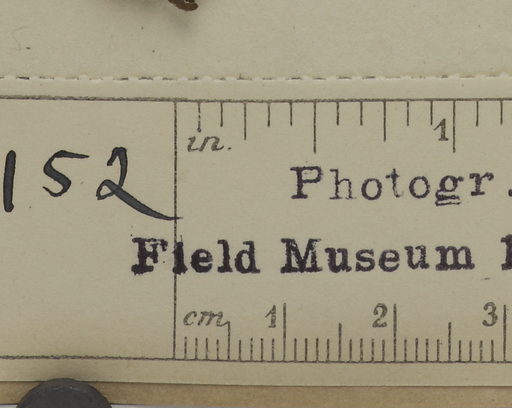 in. 1
152
Photogr.
Field Museum
cm, 1 2 3